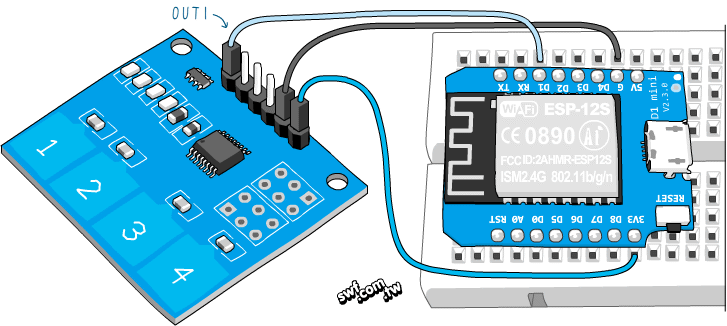 OUT1
1
2
3
4
TX RX D1 D2 D3 D4 G 5V
WiFi ESP-12S
CE 0890 AI
FCC ID:2AHMR-ESP12S
ISM2.4G 802.11b/g/n
D1 mini
V2.3.0
RESET
RST A0 D0 D5 D6 D7 D8 3V3
swf.com.tw